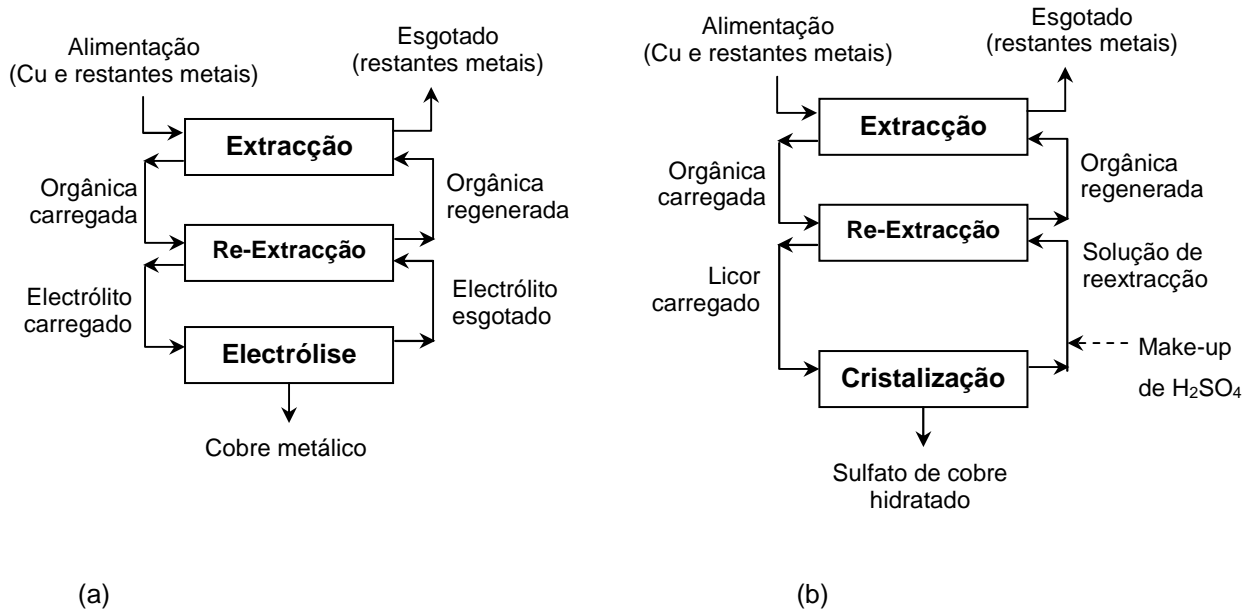 Alimentação
(Cu e restantes metais)
Esgotado
(restantes metais)
Extracção
Orgânica
carregada
Orgânica
regenerada
Re-Extracção
Electrólito
carregado
Electrólito
esgotado
Electrólise
Cobre metálico
(a)
Alimentação
(Cu e restantes metais)
Esgotado
(restantes metais)
Extracção
Orgânica
carregada
Orgânica
regenerada
Re-Extracção
Licor
carregado
Solução de
reextracção
Make-up
de H₂SO₄
Cristalização
Sulfato de cobre
hidratado
(b)